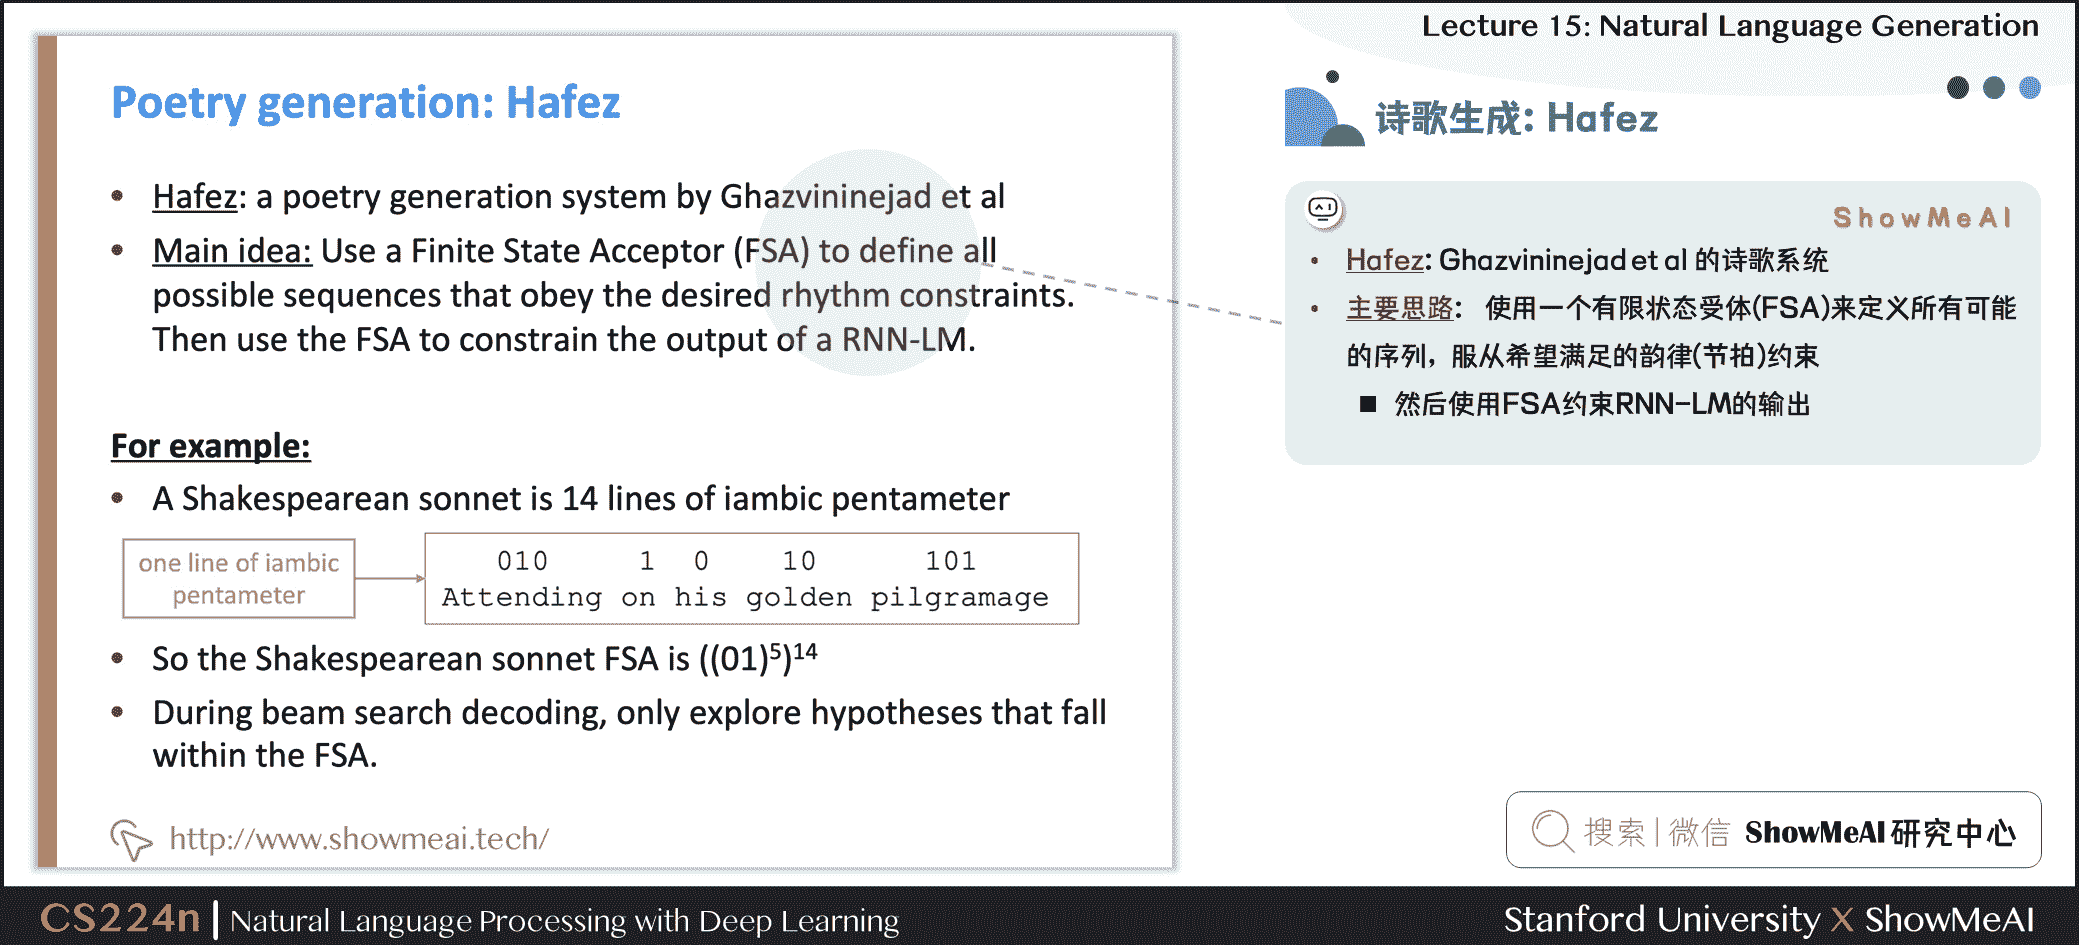 Lecture 15: Natural Language Generation
Poetry generation: Hafez
• Hafez: a poetry generation system by Ghazvininejad et al
• Main idea: Use a Finite State Acceptor (FSA) to define all
possible sequences that obey the desired rhythm constraints.
Then use the FSA to constrain the output of a RNN-LM.
For example:
• A Shakespearean sonnet is 14 lines of iambic pentameter
one line of iambic
pentameter
010 1 0 10 101
Attending on his golden pilgramage
• So the Shakespearean sonnet FSA is ((01)⁵)¹⁴
• During beam search decoding, only explore hypotheses that fall
within the FSA.
http://www.showmeai.tech/
诗歌生成: Hafez
ShowMeAI
• Hafez: Ghazvininejad et al 的诗歌系统
• 主要思路: 使用一个有限状态受体(FSA)来定义所有可能
的序列，服从希望满足的韵律(节拍)约束
■ 然后使用FSA约束RNN-LM的输出
搜索|微信 ShowMeAI 研究中心
CS224n | Natural Language Processing with Deep Learning
Stanford University X ShowMeAI